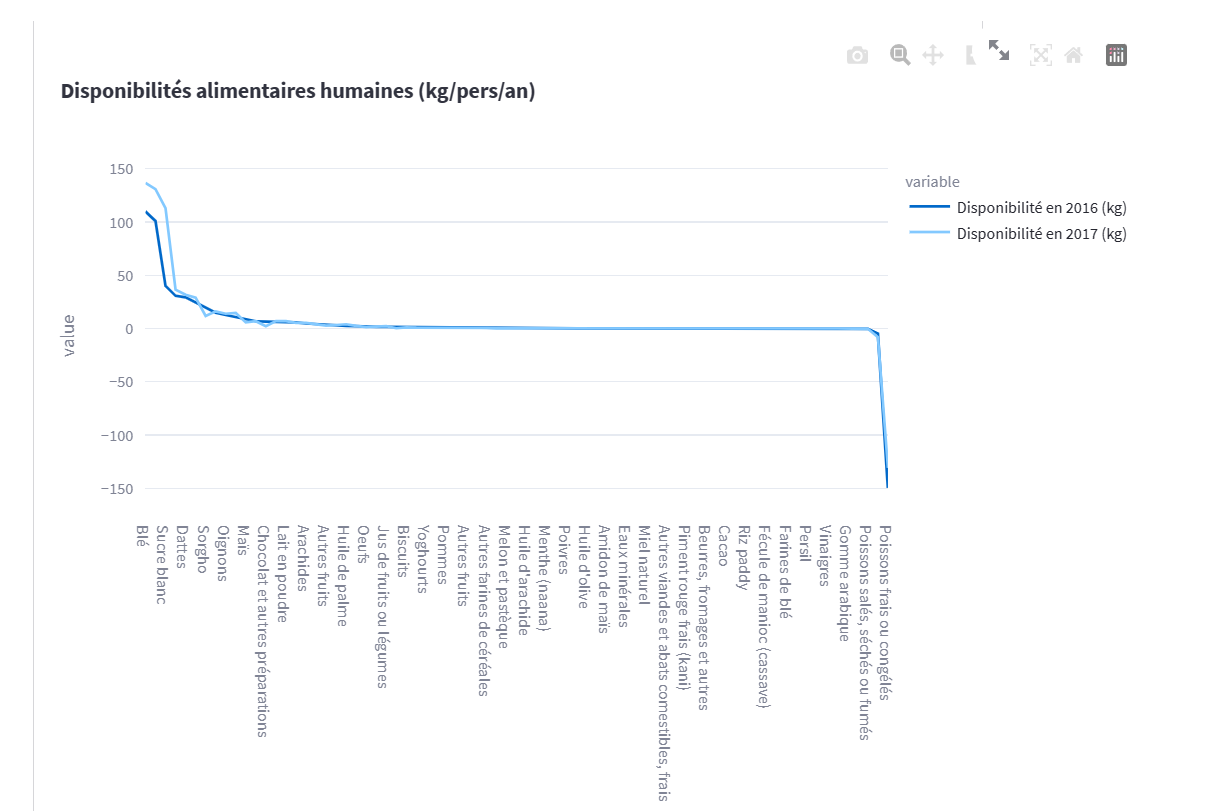 Disponibilités alimentaires humaines (kg/pers/an)
150
100
50
0
−50
−100
−150
value
variable
Disponibilité en 2016 (kg)
Disponibilité en 2017 (kg)
Blé
Sucre blanc
Dattes
Sorgho
Oignons
Maïs
Chocolat et autres préparations
Lait en poudre
Arachides
Autres fruits
Huile de palme
Oeufs
Jus de fruits ou légumes
Biscuits
Yoghourts
Pommes
Autres fruits
Autres farines de céréales
Melon et pastèque
Huile d'arachide
Menthe (naana)
Poivres
Huile d'olive
Amidon de maïs
Eaux minérales
Miel naturel
Autres viandes et abats comestibles, frais
Piment rouge frais (kani)
Beurres, fromages et autres
Cacao
Riz paddy
Fécule de manioc (cassave)
Farines de blé
Persil
Vinaigres
Gomme arabique
Poissons salés, séchés ou fumés
Poissons frais ou congélés